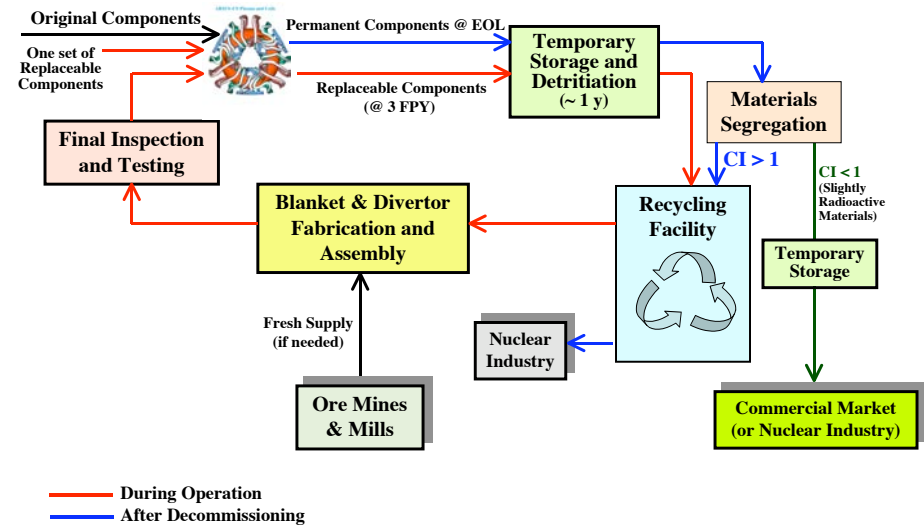 Original Components
One set of
Replaceable
Components
Permanent Components @ EOL
Replaceable Components
(@ 3 FPY)
Temporary
Storage and
Detritiation
(~ 1 y)
Materials
Segregation
CI > 1
CI < 1
(Slightly
Radioactive
Materials)
Final Inspection
and Testing
Blanket & Divertor
Fabrication and
Assembly
Recycling
Facility
Temporary
Storage
Fresh Supply
(if needed)
Nuclear
Industry
Ore Mines
& Mills
Commercial Market
(or Nuclear Industry)
During Operation
After Decommissioning